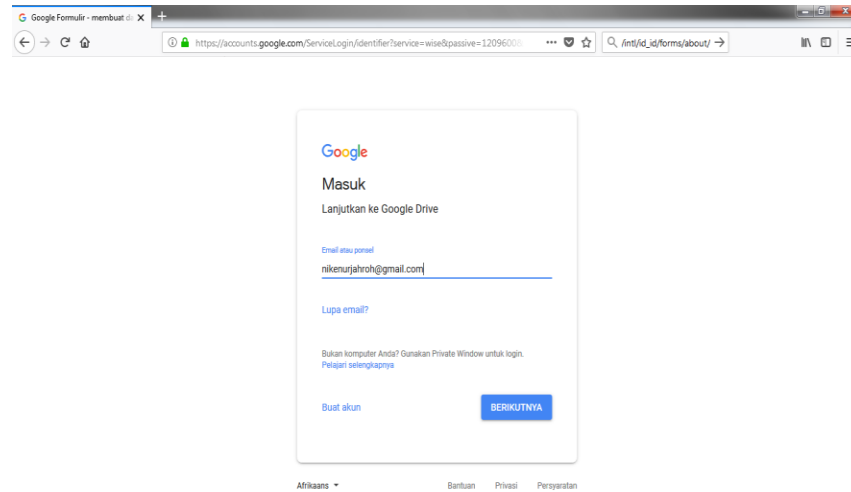 Google Formulir - membuat da
https://accounts.google.com/ServiceLogin/identifier?service=wise&passive=1209600&
/intl/id_id/forms/about/
Google
Masuk
Lanjutkan ke Google Drive
Email atau ponsel
nikenurjahroh@gmail.com
Lupa email?
Bukan komputer Anda? Gunakan Private Window untuk login.
Pelajari selengkapnya
Buat akun
BERIKUTNYA
Afrikaans
Bantuan Privasi Persyaratan